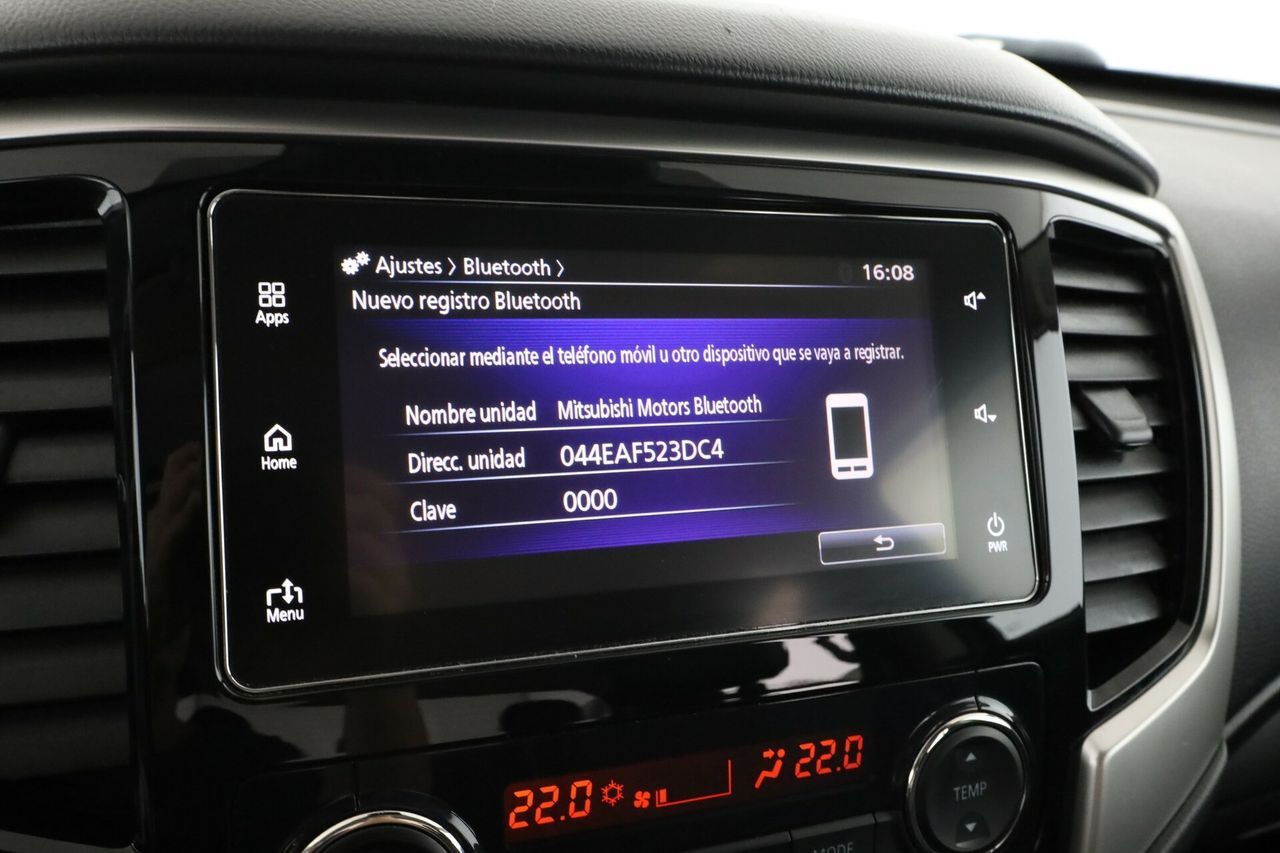 Ajustes > Bluetooth >
16:08
Nuevo registro Bluetooth
Seleccionar mediante el teléfono móvil u otro dispositivo que se vaya a registrar.
Nombre unidad Mitsubishi Motors Bluetooth
Direcc. unidad 044EAF523DC4
Clave 0000
Apps
Home
Menu
PWR
22.0
22.0
TEMP
MODE